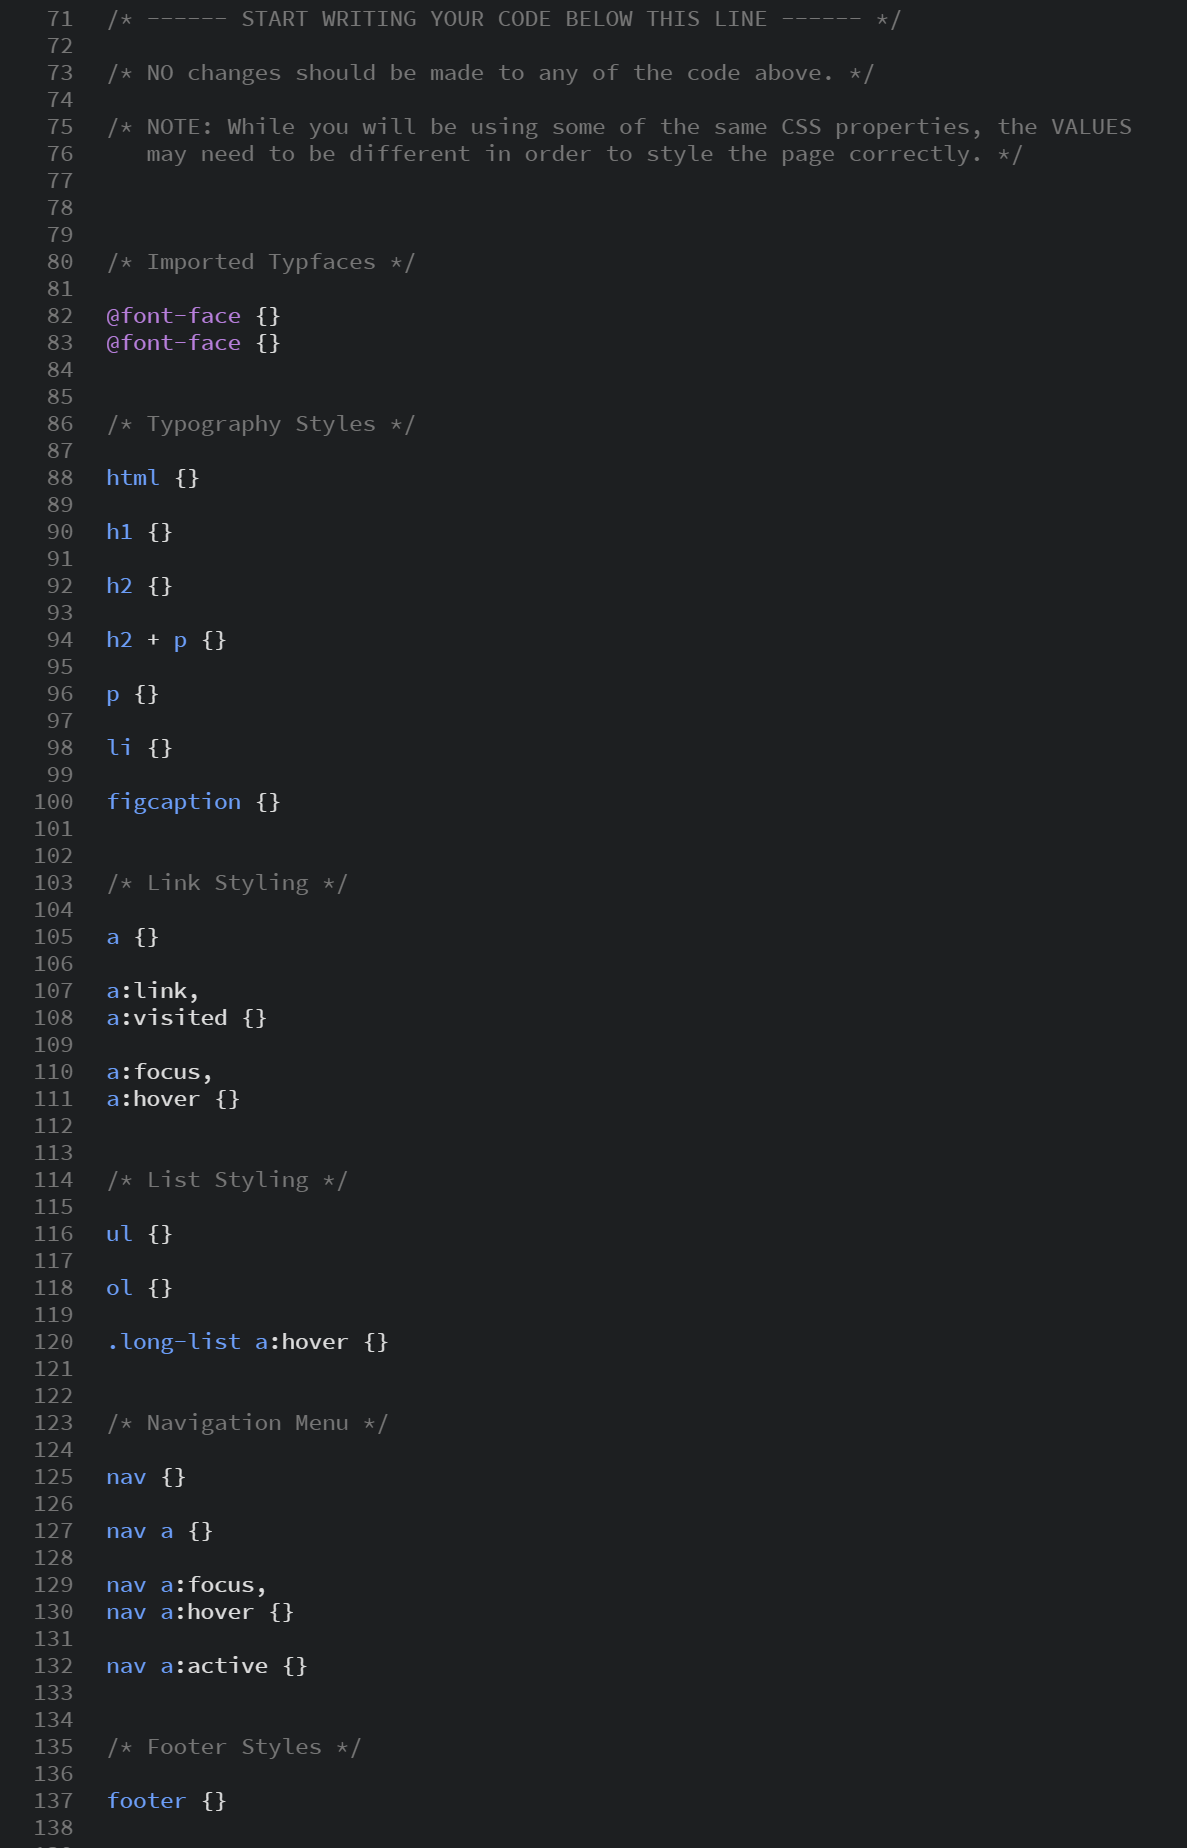 71 /* ------ START WRITING YOUR CODE BELOW THIS LINE ------ */
72
73 /* NO changes should be made to any of the code above. */
74
75 /* NOTE: While you will be using some of the same CSS properties, the VALUES
76    may need to be different in order to style the page correctly. */
77
78
79
80 /* Imported Typfaces */
81
82 @font-face {}
83 @font-face {}
84
85
86 /* Typography Styles */
87
88 html {}
89
90 h1 {}
91
92 h2 {}
93
94 h2 + p {}
95
96 p {}
97
98 li {}
99
100 figcaption {}
101
102
103 /* Link Styling */
104
105 a {}
106
107 a:link,
108 a:visited {}
109
110 a:focus,
111 a:hover {}
112
113
114 /* List Styling */
115
116 ul {}
117
118 ol {}
119
120 .long-list a:hover {}
121
122
123 /* Navigation Menu */
124
125 nav {}
126
127 nav a {}
128
129 nav a:focus,
130 nav a:hover {}
131
132 nav a:active {}
133
134
135 /* Footer Styles */
136
137 footer {}
138